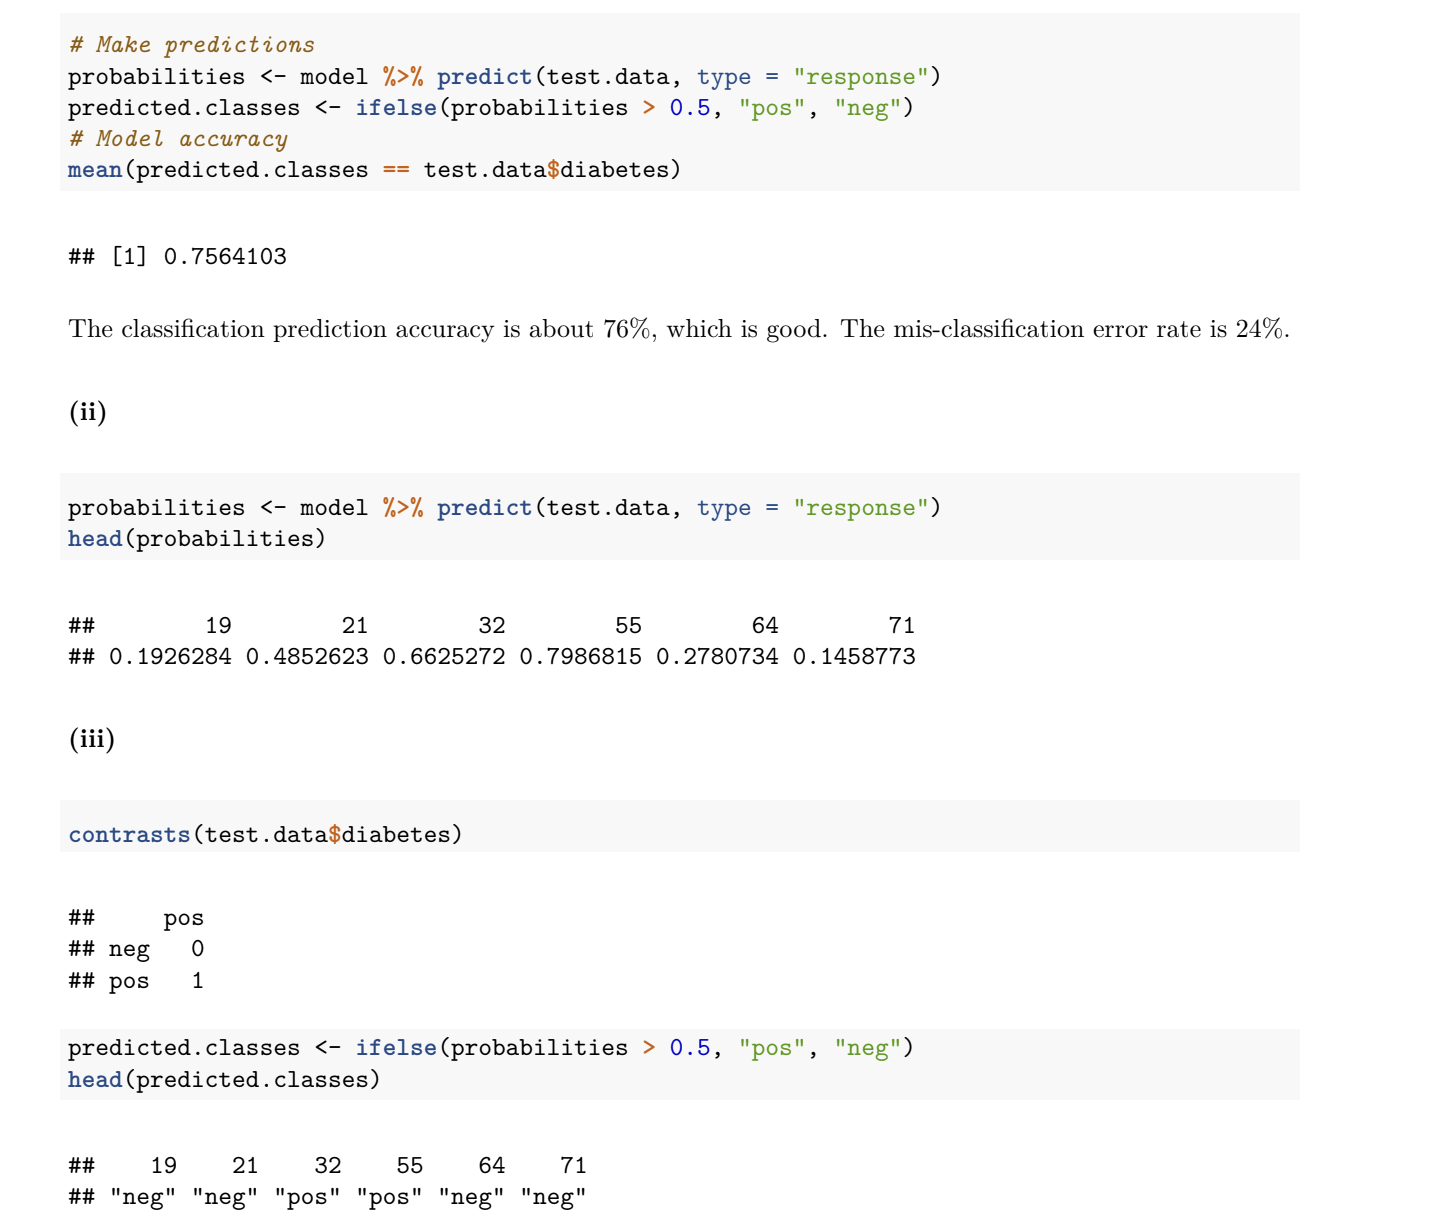 # Make predictions
probabilities <- model %>% predict(test.data, type = "response")
predicted.classes <- ifelse(probabilities > 0.5, "pos", "neg")
# Model accuracy
mean(predicted.classes == test.data$diabetes)
## [1] 0.7564103
The classification prediction accuracy is about 76%, which is good. The mis-classification error rate is 24%.
(ii)
probabilities <- model %>% predict(test.data, type = "response")
head(probabilities)
##        19        21        32        55        64        71
## 0.1926284 0.4852623 0.6625272 0.7986815 0.2780734 0.1458773
(iii)
contrasts(test.data$diabetes)
##     pos
## neg   0
## pos   1
predicted.classes <- ifelse(probabilities > 0.5, "pos", "neg")
head(predicted.classes)
##    19    21    32    55    64    71
## "neg" "neg" "pos" "pos" "neg" "neg"